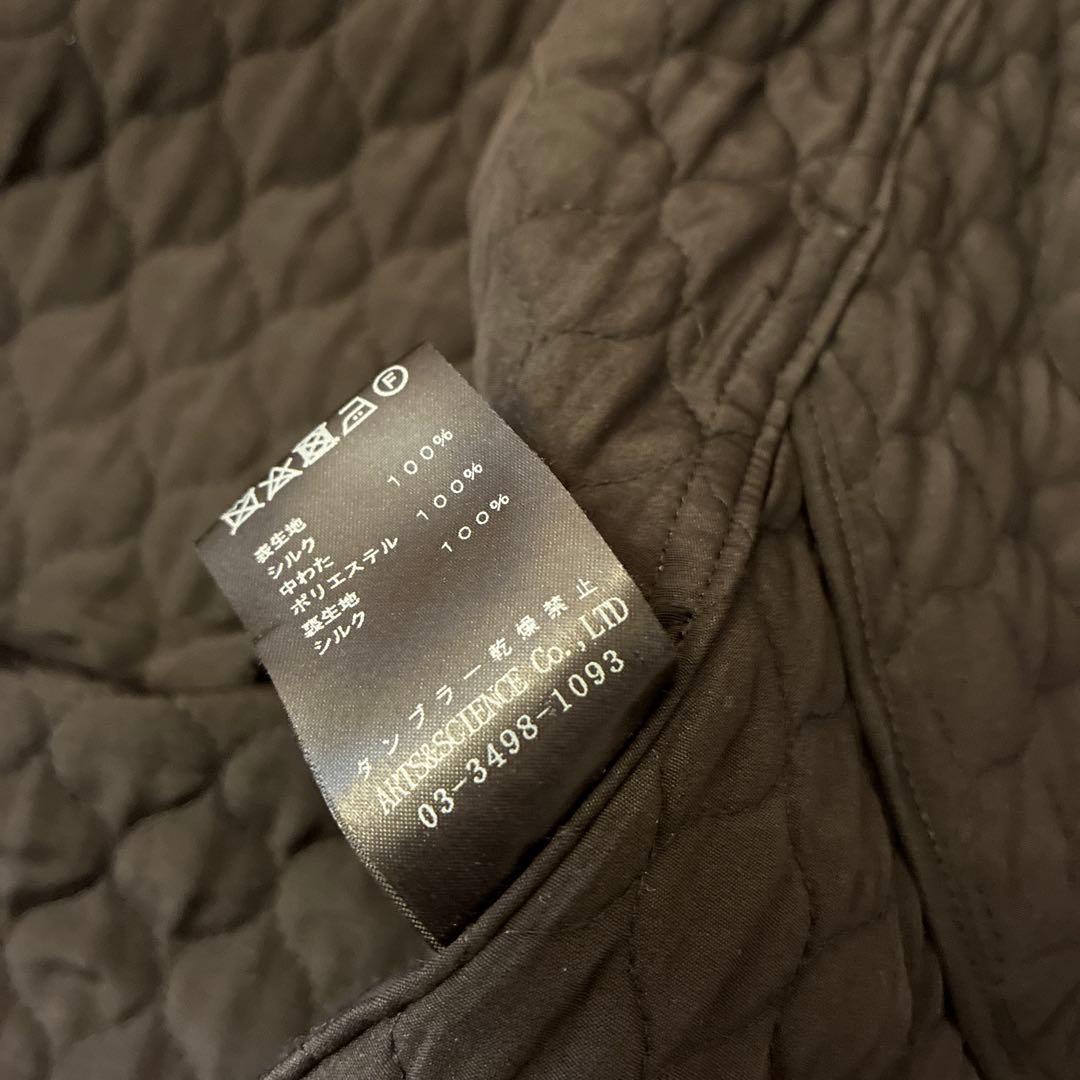 Ⓕ
表生地
シルク 100%
中わた
ポリエステル 100%
裏生地
シルク 100%
タンブラー乾燥禁止
ARTS&SCIENCE Co.,LTD
03-3498-1093